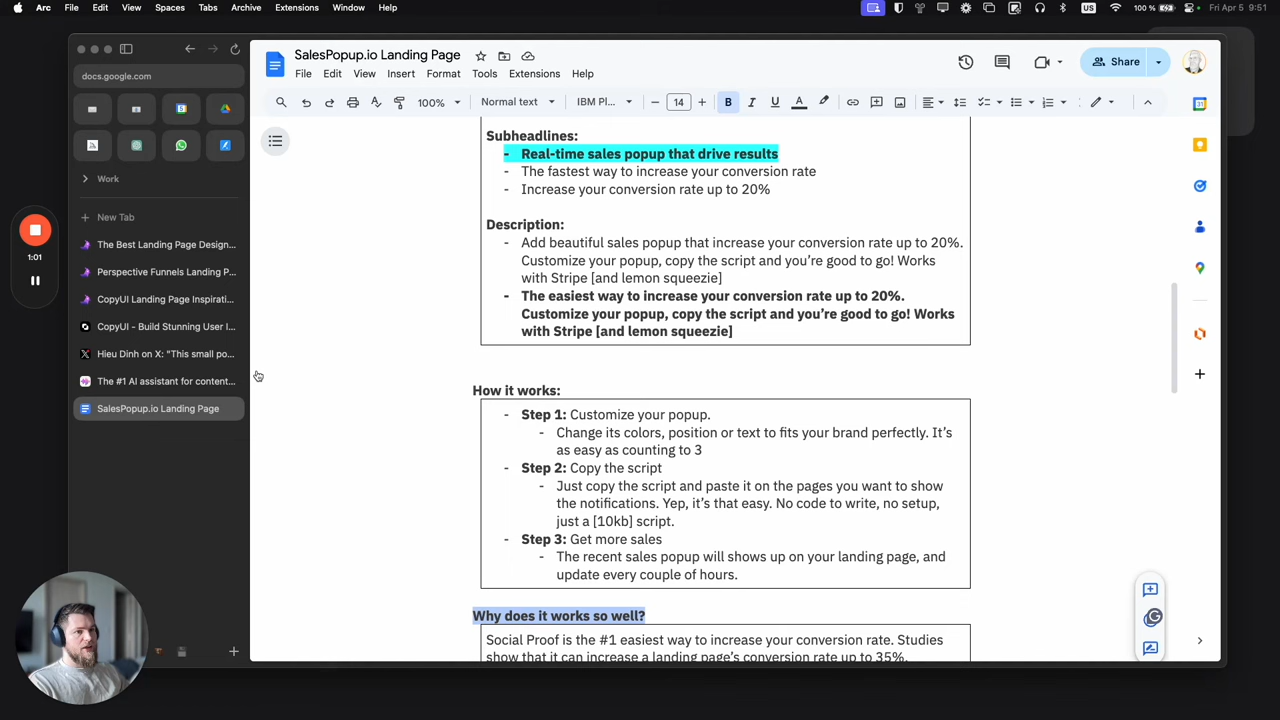 Arc File Edit View Spaces Tabs Archive Extensions Window Help
US 100 % Fri Apr 5 9:51
docs.google.com
Work
New Tab
The Best Landing Page Design...
Perspective Funnels Landing P...
CopyUI Landing Page Inspirati...
CopyUI - Build Stunning User I...
Hieu Dinh on X: "This small po...
The #1 AI assistant for content...
SalesPopup.io Landing Page
1:01
SalesPopup.io Landing Page
File Edit View Insert Format Tools Extensions Help
Share
100% Normal text IBM Pl... 14 B I U A
Subheadlines:
- Real-time sales popup that drive results
- The fastest way to increase your conversion rate
- Increase your conversion rate up to 20%
Description:
- Add beautiful sales popup that increase your conversion rate up to 20%.
Customize your popup, copy the script and you're good to go! Works
with Stripe [and lemon squeezie]
- The easiest way to increase your conversion rate up to 20%.
Customize your popup, copy the script and you're good to go! Works
with Stripe [and lemon squeezie]
How it works:
- Step 1: Customize your popup.
- Change its colors, position or text to fits your brand perfectly. It's
as easy as counting to 3
- Step 2: Copy the script
- Just copy the script and paste it on the pages you want to show
the notifications. Yep, it's that easy. No code to write, no setup,
just a [10kb] script.
- Step 3: Get more sales
- The recent sales popup will shows up on your landing page, and
update every couple of hours.
Why does it works so well?
Social Proof is the #1 easiest way to increase your conversion rate. Studies
show that it can increase a landing page's conversion rate up to 35%.